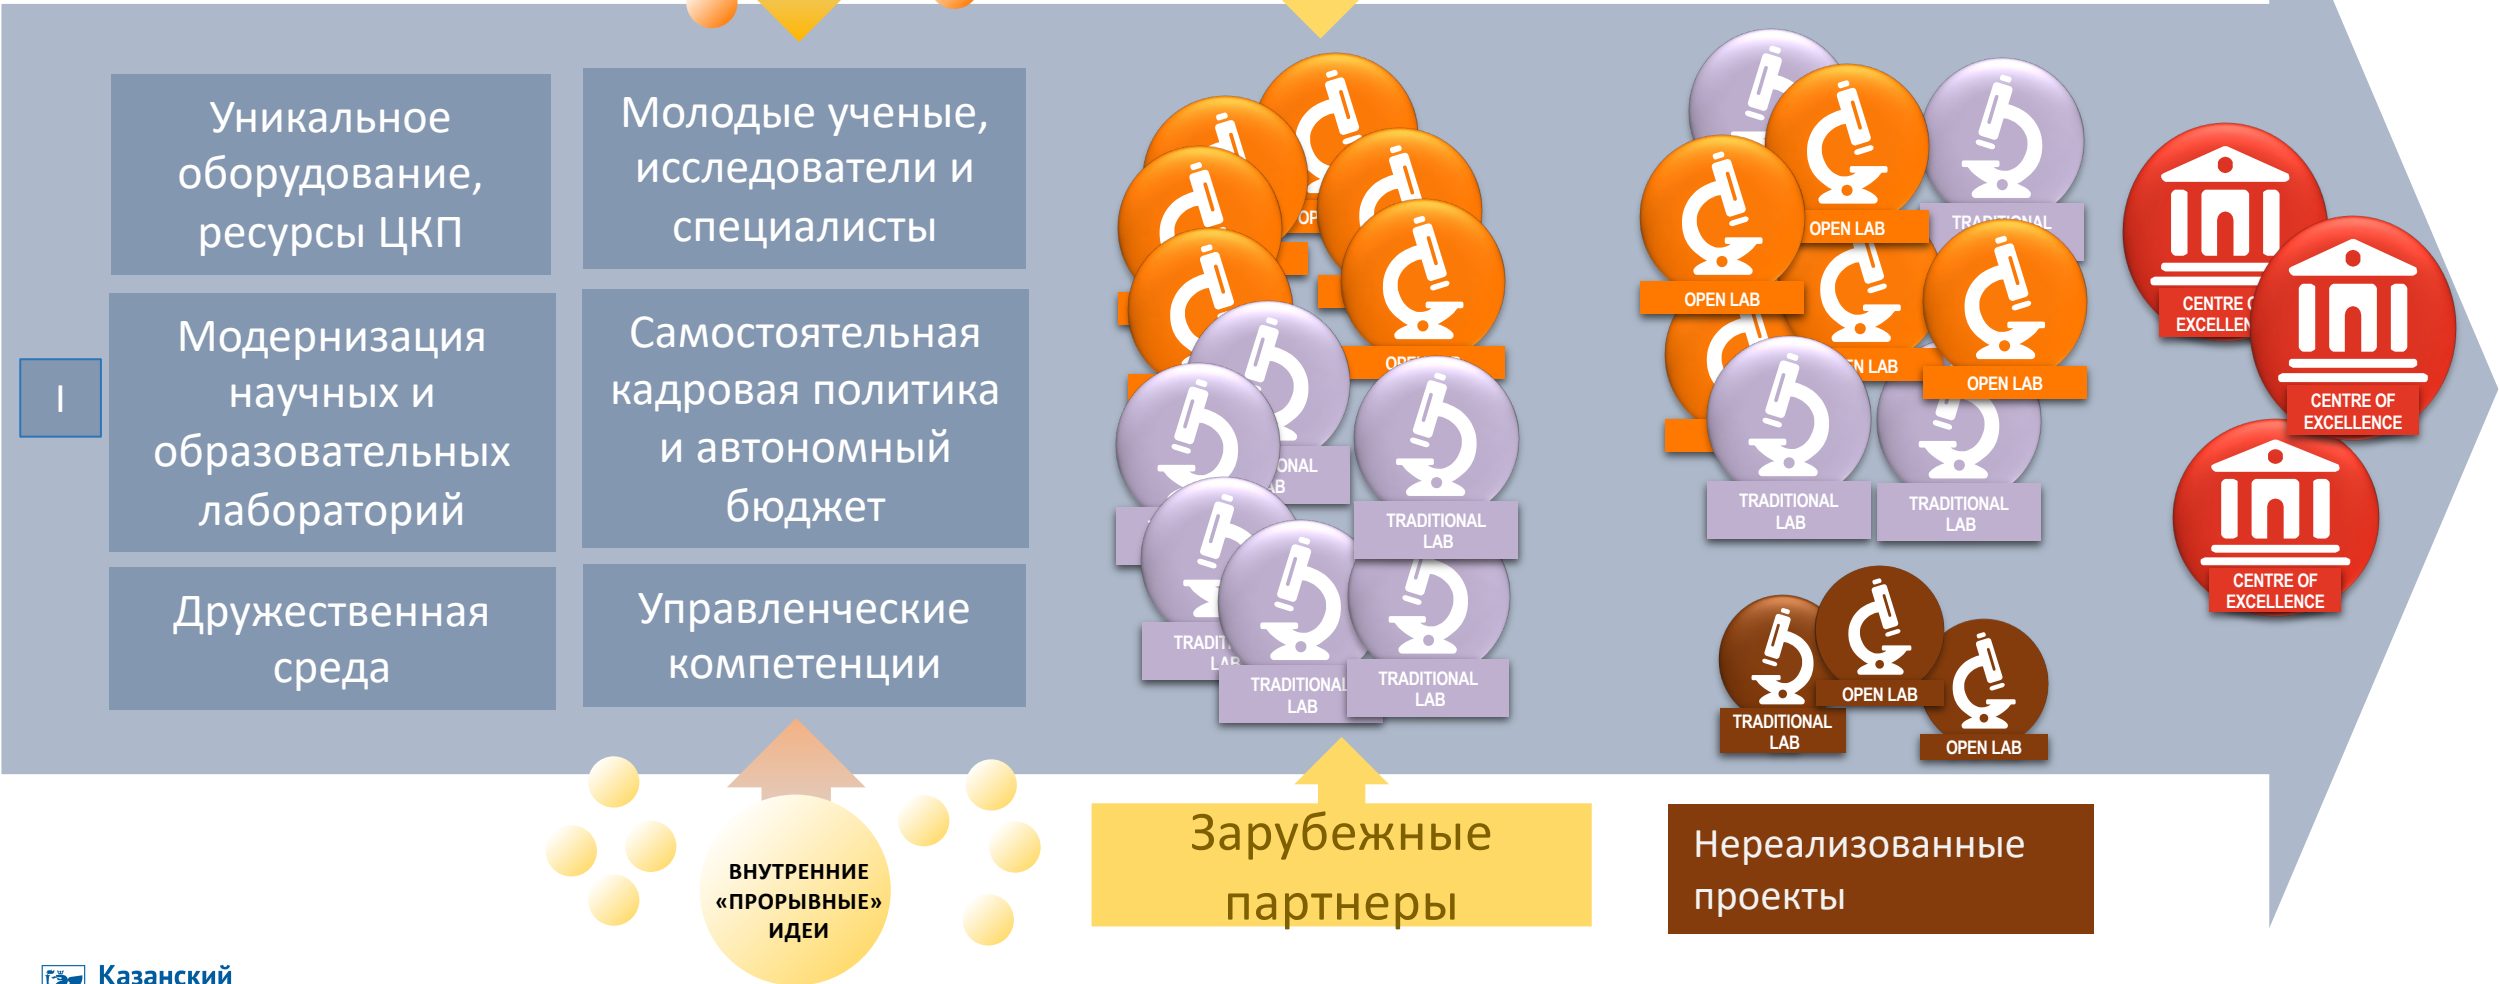 Уникальное
оборудование,
ресурсы ЦКП
Молодые ученые,
исследователи и
специалисты
I
Модернизация
научных и
образовательных
лабораторий
Самостоятельная
кадровая политика
и автономный
бюджет
Дружественная
среда
Управленческие
компетенции
TRADITIONAL
LAB
TRADITIONAL
LAB
TRADITIONAL
LAB
OPEN LAB
OPEN LAB
OPEN LAB
TRADITIONAL
LAB
TRADITIONAL
LAB
TRADITIONAL
LAB
OPEN LAB
OPEN LAB
CENTRE OF
EXCELLENCE
CENTRE OF
EXCELLENCE
ВНУТРЕННИЕ
«ПРОРЫВНЫЕ»
ИДЕИ
Зарубежные
партнеры
Нереализованные
проекты
Казанский